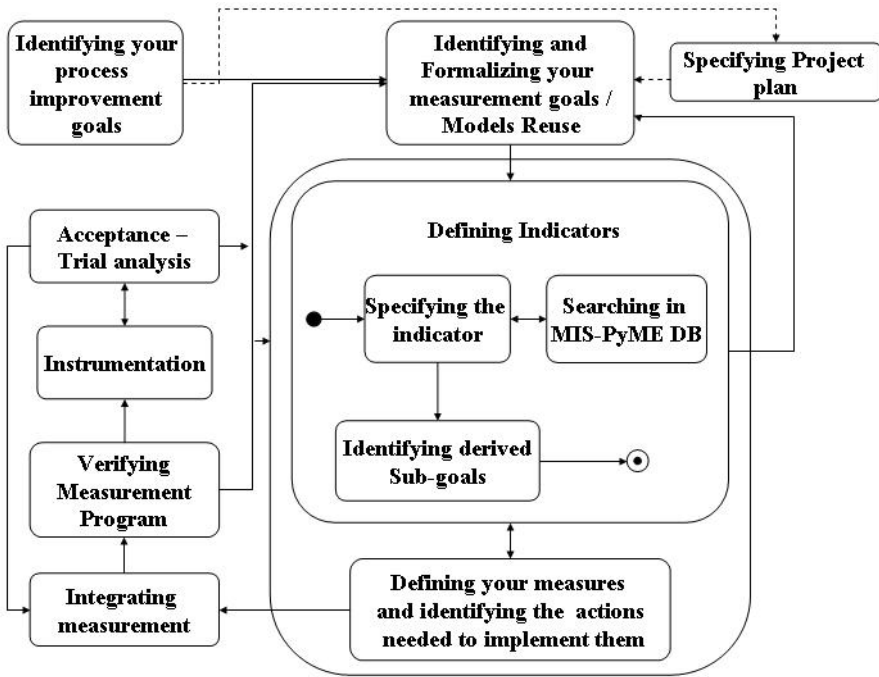 Identifying your
process
improvement
goals
Identifying and
Formalizing your
measurement goals /
Models Reuse
Specifying Project
plan
Acceptance –
Trial analysis
Defining Indicators
Specifying the
indicator
Searching in
MIS-PyME DB
Instrumentation
Identifying derived
Sub-goals
Verifying
Measurement
Program
Integrating
measurement
Defining your measures
and identifying the actions
needed to implement them